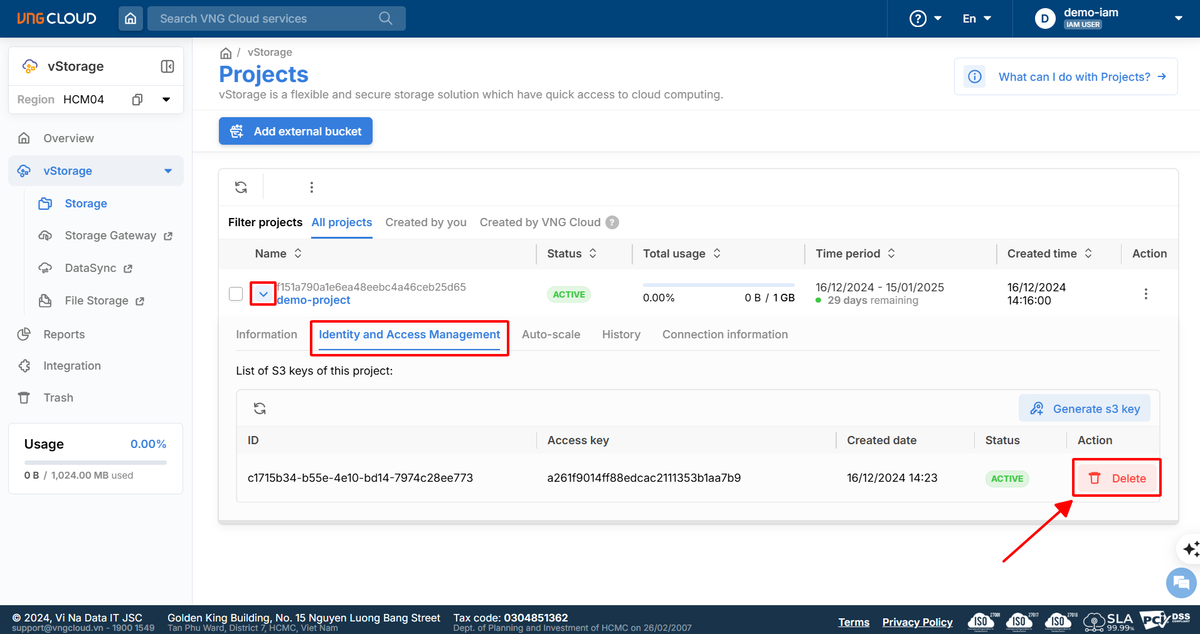 VNG CLOUD
Search VNG Cloud services
En
D
demo-iam
IAM USER
vStorage
Region HCM04
Overview
vStorage
Storage
Storage Gateway
DataSync
File Storage
Reports
Integration
Trash
Usage 0.00%
0 B / 1,024.00 MB used
/ vStorage
Projects
vStorage is a flexible and secure storage solution which have quick access to cloud computing.
What can I do with Projects?
Add external bucket
Filter projects All projects Created by you Created by VNG Cloud ?
Name Status Total usage Time period Created time Action
f151a790a1e6ea48eebc4a46ceb25d65
demo-project
ACTIVE
0.00% 0 B / 1 GB
16/12/2024 - 15/01/2025
29 days remaining
16/12/2024
14:16:00
Information Identity and Access Management Auto-scale History Connection information
List of S3 keys of this project:
Generate s3 key
ID Access key Created date Status Action
c1715b34-b55e-4e10-bd14-7974c28ee773 a261f9014ff88edcac2111353b1aa7b9 16/12/2024 14:23 ACTIVE Delete
© 2024, Vi Na Data IT JSC
support@vngcloud.vn - 1900 1549
Golden King Building, No. 15 Nguyen Luong Bang Street
Tan Phu Ward, District 7, HCMC, Viet Nam
Tax code: 0304851362
Dept. of Planning and Investment of HCMC on 26/02/2007
Terms Privacy Policy
ISO 27001
ISO 27017
ISO 27018
SLA
99.99%
PCI DSS